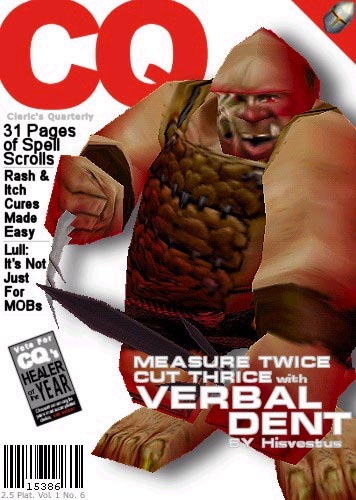 CQ
Cleric's Quarterly
31 Pages
of Spell
Scrolls
Rash &
Itch
Cures
Made
Easy
Lull:
It's Not
Just
For
MOBs
Vote For
CQ's
HEALER
of the
YEAR
MEASURE TWICE
CUT THRICE with
VERBAL
DENT
BY Hisvestus
15386
2.5 Plat. Vol. 1 No. 6